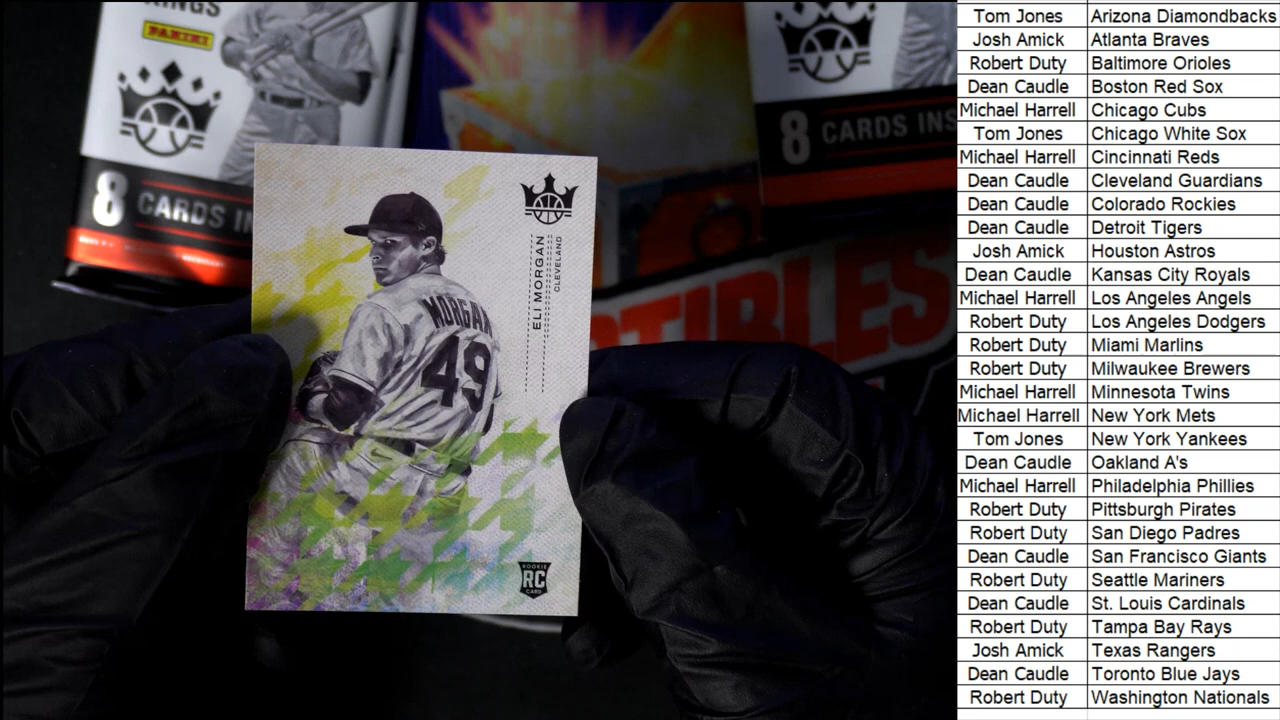 KINGS
PANINI
8 CARDS IN
8 CARDS INS
TIBLES
ELI MORGAN
CLEVELAND
MORGAN
49
ROOKIE
RC
CARD
Tom Jones Arizona Diamondbacks
Josh Amick Atlanta Braves
Robert Duty Baltimore Orioles
Dean Caudle Boston Red Sox
Michael Harrell Chicago Cubs
Tom Jones Chicago White Sox
Michael Harrell Cincinnati Reds
Dean Caudle Cleveland Guardians
Dean Caudle Colorado Rockies
Dean Caudle Detroit Tigers
Josh Amick Houston Astros
Dean Caudle Kansas City Royals
Michael Harrell Los Angeles Angels
Robert Duty Los Angeles Dodgers
Robert Duty Miami Marlins
Robert Duty Milwaukee Brewers
Michael Harrell Minnesota Twins
Michael Harrell New York Mets
Tom Jones New York Yankees
Dean Caudle Oakland A's
Michael Harrell Philadelphia Phillies
Robert Duty Pittsburgh Pirates
Robert Duty San Diego Padres
Dean Caudle San Francisco Giants
Robert Duty Seattle Mariners
Dean Caudle St. Louis Cardinals
Robert Duty Tampa Bay Rays
Josh Amick Texas Rangers
Dean Caudle Toronto Blue Jays
Robert Duty Washington Nationals